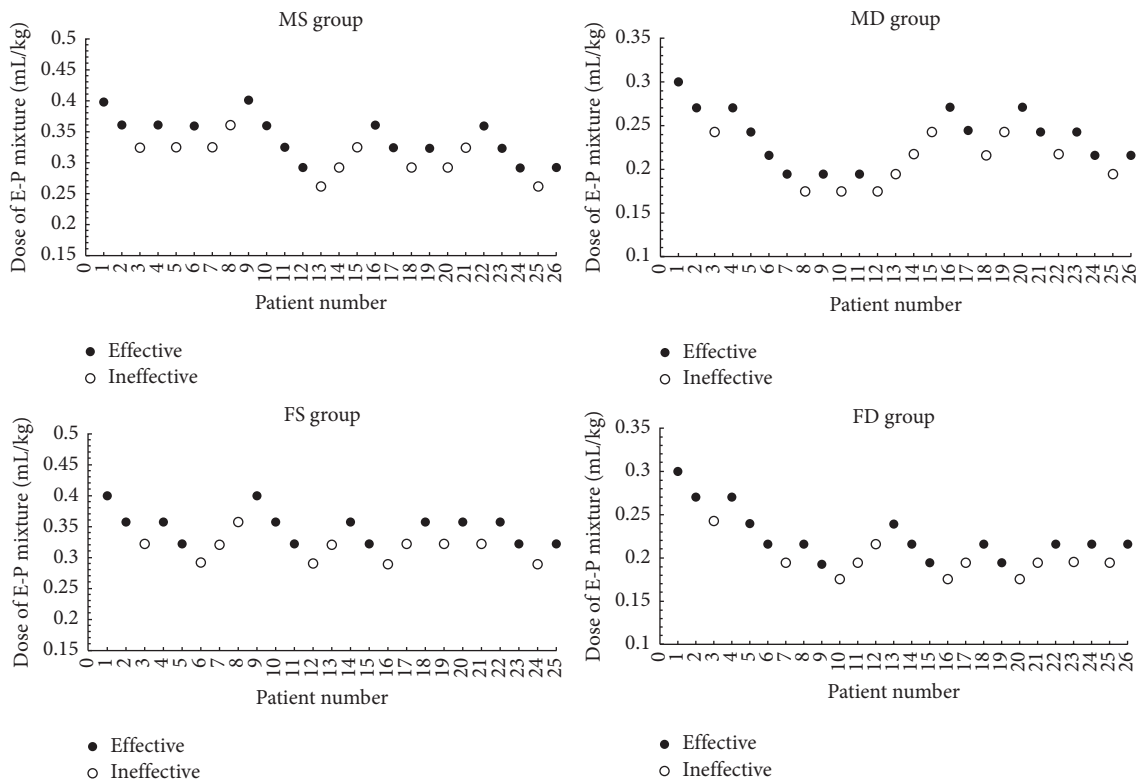 MS group
Dose of E-P mixture (mL/kg)
0.5
0.45
0.4
0.35
0.3
0.25
0.2
0.15
0 1 2 3 4 5 6 7 8 9 10 11 12 13 14 15 16 17 18 19 20 21 22 23 24 25 26
Patient number
Effective
Ineffective
MD group
Dose of E-P mixture (mL/kg)
0.35
0.3
0.25
0.2
0.15
0.1
0 1 2 3 4 5 6 7 8 9 10 11 12 13 14 15 16 17 18 19 20 21 22 23 24 25 26
Patient number
Effective
Ineffective
FS group
Dose of E-P mixture (mL/kg)
0.5
0.45
0.4
0.35
0.3
0.25
0.2
0.15
0 1 2 3 4 5 6 7 8 9 10 11 12 13 14 15 16 17 18 19 20 21 22 23 24 25
Patient number
Effective
Ineffective
FD group
Dose of E-P mixture (mL/kg)
0.35
0.3
0.25
0.2
0.15
0.1
0 1 2 3 4 5 6 7 8 9 10 11 12 13 14 15 16 17 18 19 20 21 22 23 24 25 26
Patient number
Effective
Ineffective